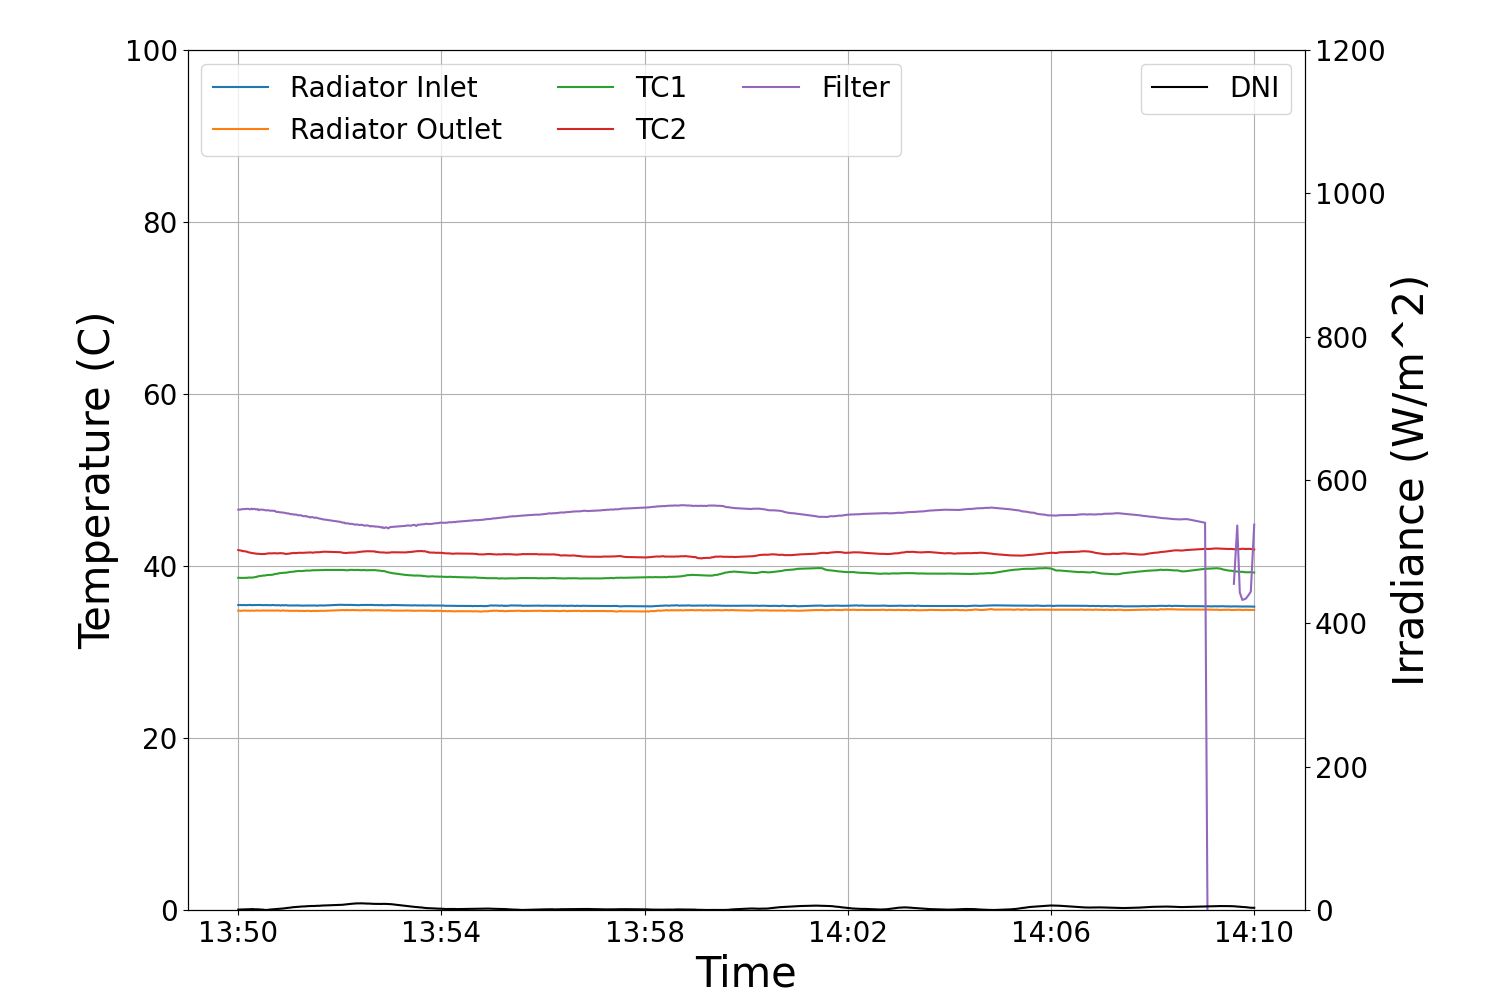 100
80
60
40
20
0
Temperature (C)
Radiator Inlet
Radiator Outlet
TC1
TC2
Filter
DNI
1200
1000
800
600
400
200
0
Irradiance (W/m^2)
13:50 13:54 13:58 14:02 14:06 14:10
Time